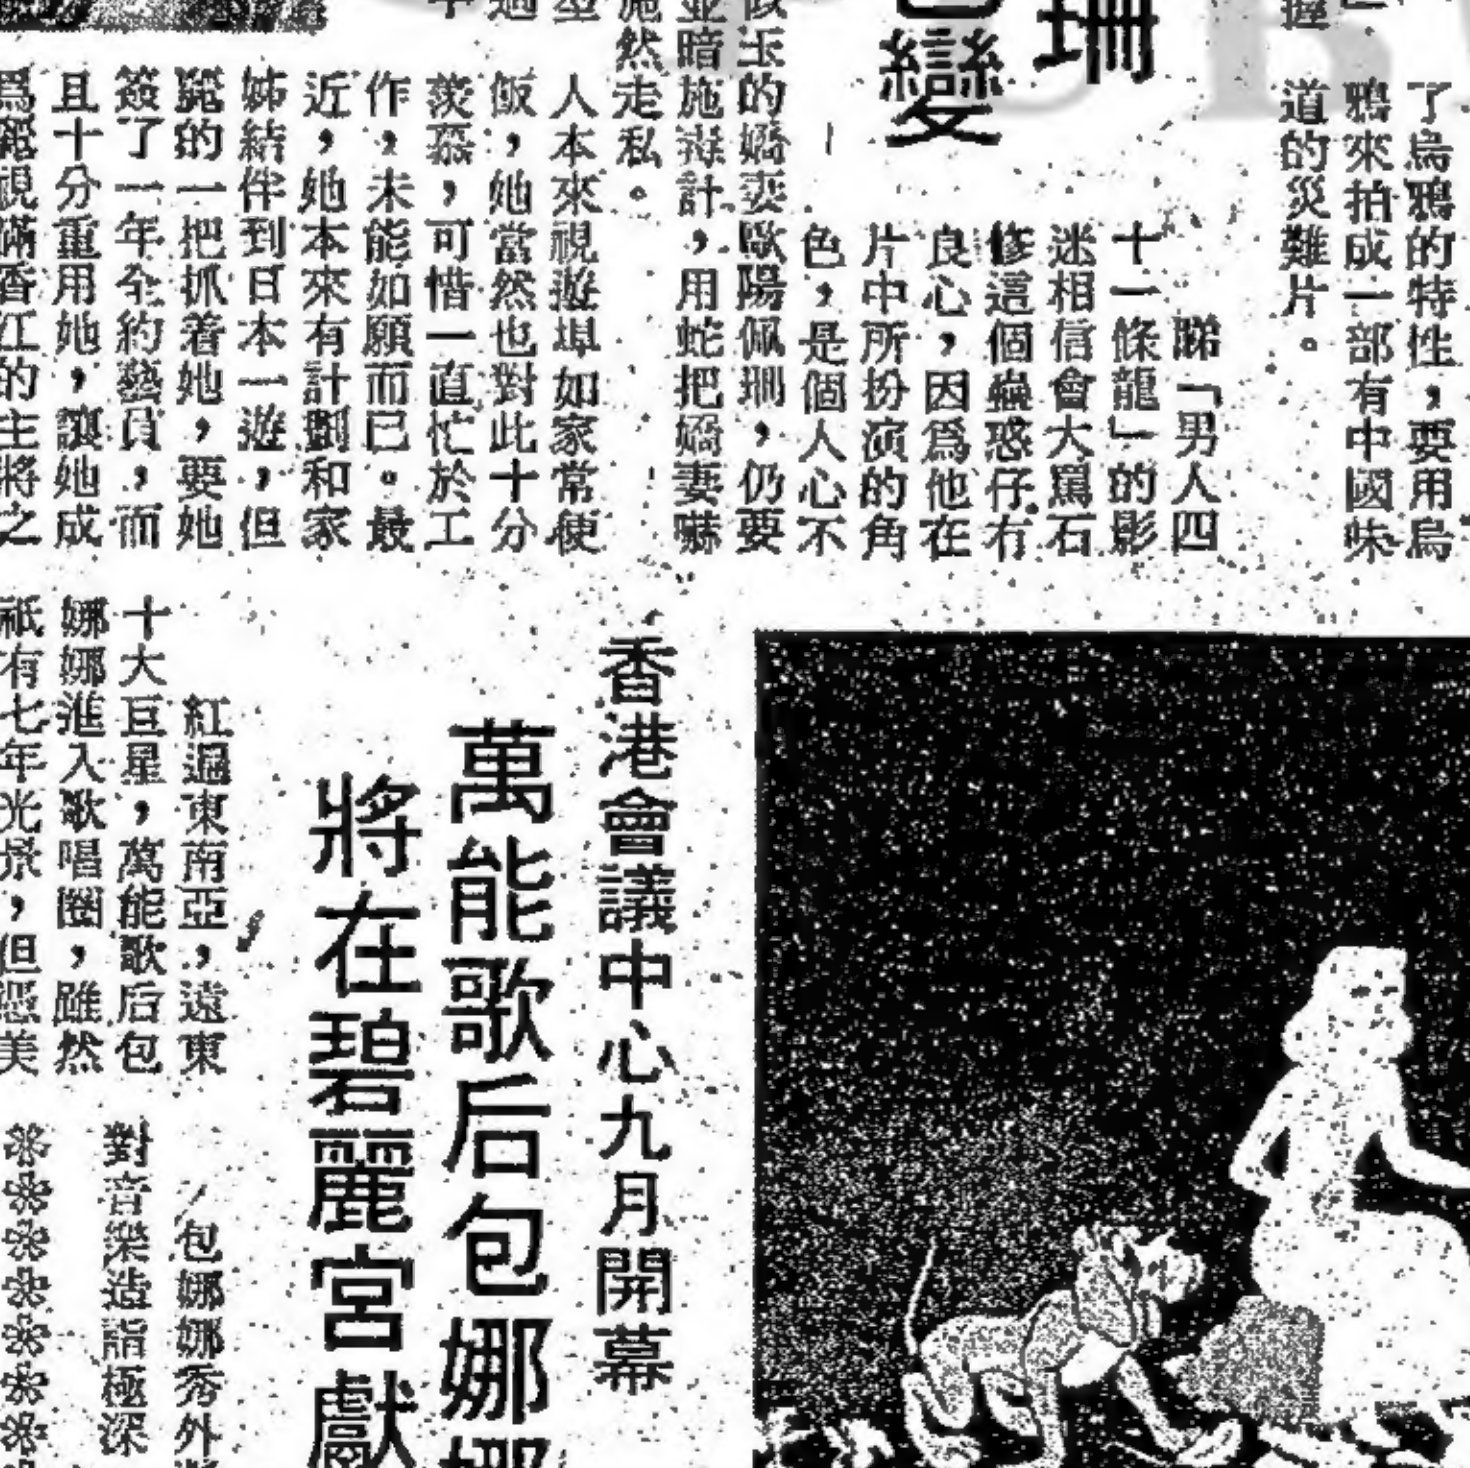 了烏鴉的特性，要用烏
鴉來拍成一部有中國味
道的災難片。
珊
變
睇「男人四
十一條龍」的影
迷相信會大罵石
修這個蠱惑仔冇
良心，因為他在
片中所扮演的角
色，是個人心不
玉的嬌妻歐陽佩珊，仍要
並暗施毒計，用蛇把嬌妻嚇
施然走私。
人本來視遊埠如家常便
飯，她當然也對此十分
羨慕，可惜一直忙於工
作，未能如願而已。最
近，她本來有計劃和家
姊結伴到日本一遊，但
麗的一把抓着她，要她
簽了一年全約藝員，而
且十分重用她，讓她成
為麗視滿香江的主將之
香港會議中心九月開幕
萬能歌后包娜娜
將在碧麗宮獻
紅遍東南亞，遠東
十大巨星，萬能歌后包
娜娜進入歌唱圈，雖然
祇有七年光景，但憑美
包娜娜秀外
對音樂造詣極深